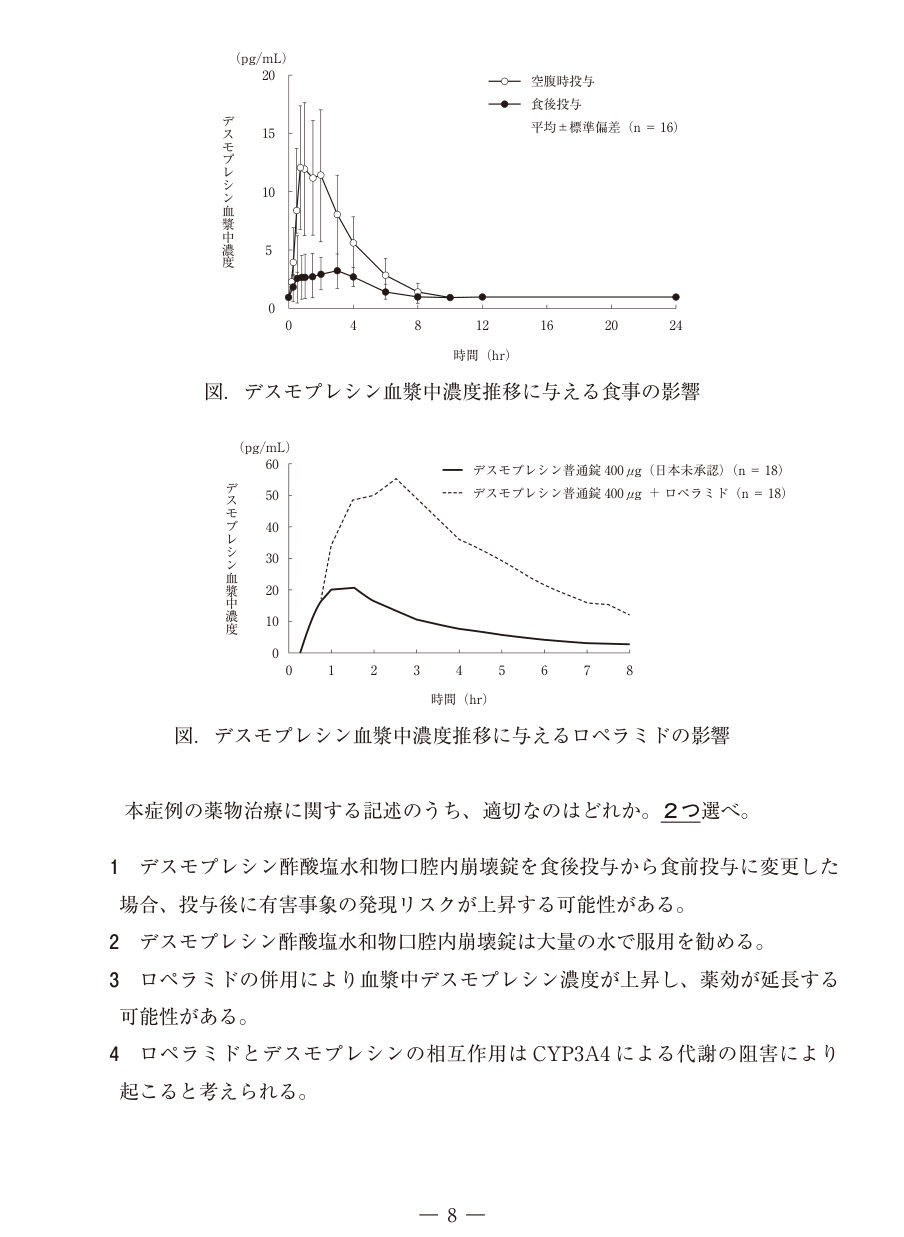 (pg/mL)
20
15
10
5
0
デスモプレシン血漿中濃度
空腹時投与
食後投与
平均±標準偏差(n = 16)
0 4 8 12 16 20 24
時間(hr)
図.デスモプレシン血漿中濃度推移に与える食事の影響
(pg/mL)
60
50
40
30
20
10
0
デスモプレシン血漿中濃度
デスモプレシン普通錠 400 μg(日本未承認)(n = 18)
デスモプレシン普通錠 400 μg + ロペラミド(n = 18)
0 1 2 3 4 5 6 7 8
時間(hr)
図.デスモプレシン血漿中濃度推移に与えるロペラミドの影響
本症例の薬物治療に関する記述のうち、適切なのはどれか。2つ選べ。
1 デスモプレシン酢酸塩水和物口腔内崩壊錠を食後投与から食前投与に変更した
場合、投与後に有害事象の発現リスクが上昇する可能性がある。
2 デスモプレシン酢酸塩水和物口腔内崩壊錠は大量の水で服用を勧める。
3 ロペラミドの併用により血漿中デスモプレシン濃度が上昇し、薬効が延長する
可能性がある。
4 ロペラミドとデスモプレシンの相互作用は CYP3A4 による代謝の阻害により
起こると考えられる。
— 8 —